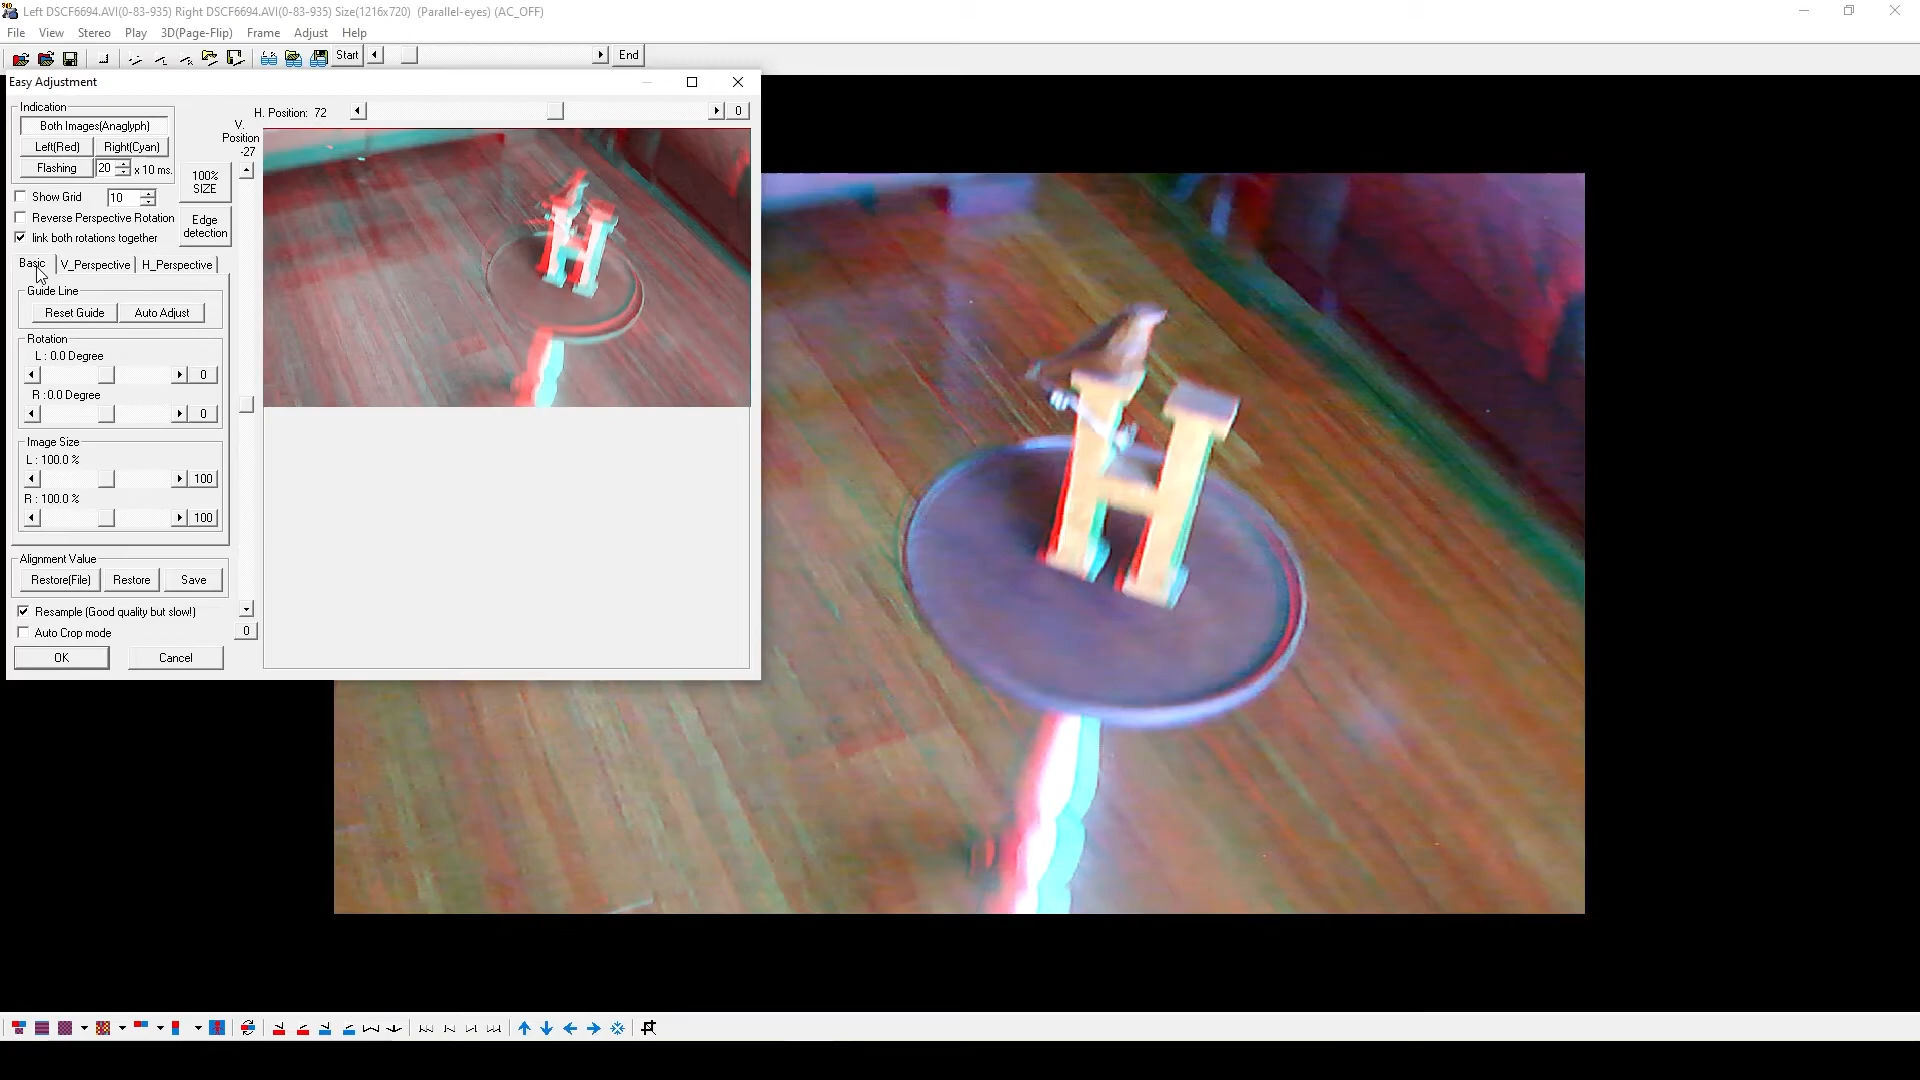 Left DSCF6694.AVI(0-83-935) Right DSCF6694.AVI(0-83-935) Size(1216x720)  (Parallel-eyes) (AC_OFF)
File View Stereo Play 3D(Page-Flip) Frame Adjust Help
Start End
Easy Adjustment
Indication
Both Images(Anaglyph)
Left(Red) Right(Cyan)
Flashing 20 x 10 ms.
H. Position: 72 0
V.
Position
-27
100%
SIZE
Show Grid 10
Reverse Perspective Rotation
link both rotations together
Edge
detection
Basic V_Perspective H_Perspective
Guide Line
Reset Guide Auto Adjust
Rotation
L : 0.0 Degree
0
R :0.0 Degree
0
Image Size
L : 100.0 %
100
R : 100.0 %
100
Alignment Value
Restore(File) Restore Save
Resample (Good quality but slow!)
Auto Crop mode
0
OK Cancel
H